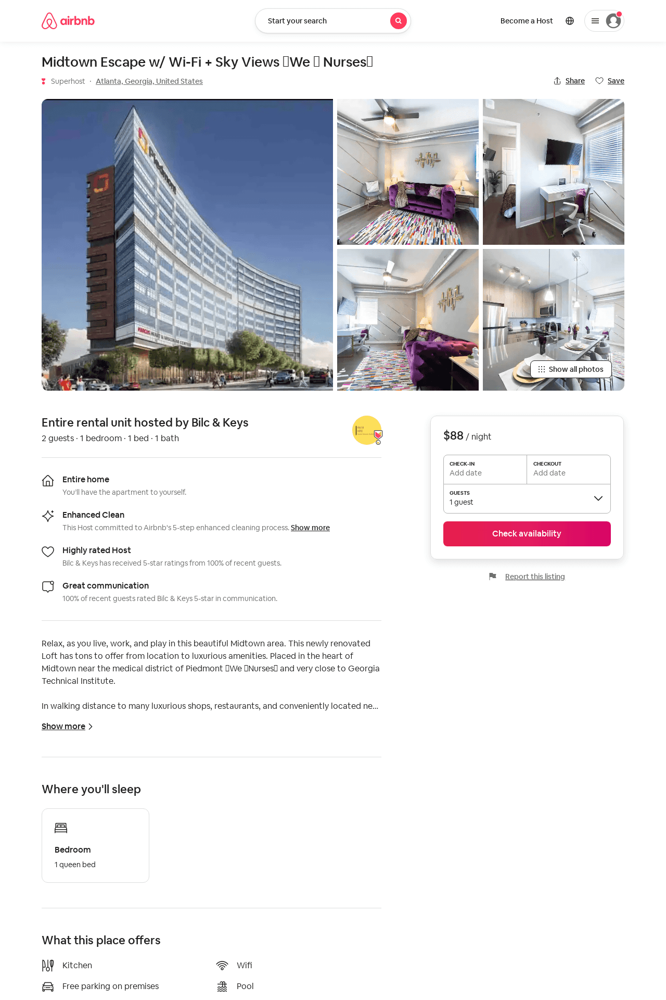 airbnb
Start your search
Become a Host
Midtown Escape w/ Wi-Fi + Sky Views We Nurses
Superhost · Atlanta, Georgia, United States
Share
Save
Piedmont
MARCUS HEART & VASCULAR CENTER
Show all photos
Entire rental unit hosted by Bilc & Keys
2 guests · 1 bedroom · 1 bed · 1 bath
Entire home
You’ll have the apartment to yourself.
Enhanced Clean
This Host committed to Airbnb's 5-step enhanced cleaning process. Show more
Highly rated Host
Bilc & Keys has received 5-star ratings from 100% of recent guests.
Great communication
100% of recent guests rated Bilc & Keys 5-star in communication.
$88 / night
CHECK-IN
Add date
CHECKOUT
Add date
GUESTS
1 guest
Check availability
Report this listing
Relax, as you live, work, and play in this beautiful Midtown area. This newly renovated
Loft has tons to offer from location to luxurious amenities. Placed in the heart of
Midtown near the medical district of Piedmont We Nurses and very close to Georgia
Technical Institute.
In walking distance to many luxurious shops, restaurants, and conveniently located ne...
Show more
Where you'll sleep
Bedroom
1 queen bed
What this place offers
Kitchen
Wifi
Free parking on premises
Pool